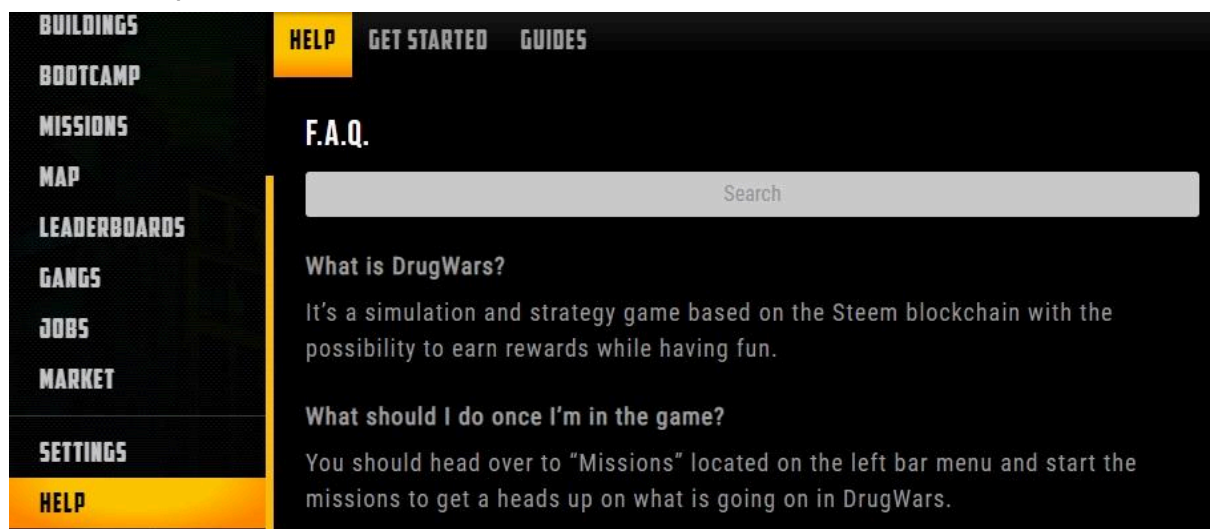 BUILDINGS
BOOTCAMP
MISSIONS
MAP
LEADERBOARDS
GANGS
JOBS
MARKET
SETTINGS
HELP
HELP GET STARTED GUIDES
F.A.Q.
Search
What is DrugWars?
It's a simulation and strategy game based on the Steem blockchain with the
possibility to earn rewards while having fun.
What should I do once I'm in the game?
You should head over to “Missions” located on the left bar menu and start the
missions to get a heads up on what is going on in DrugWars.